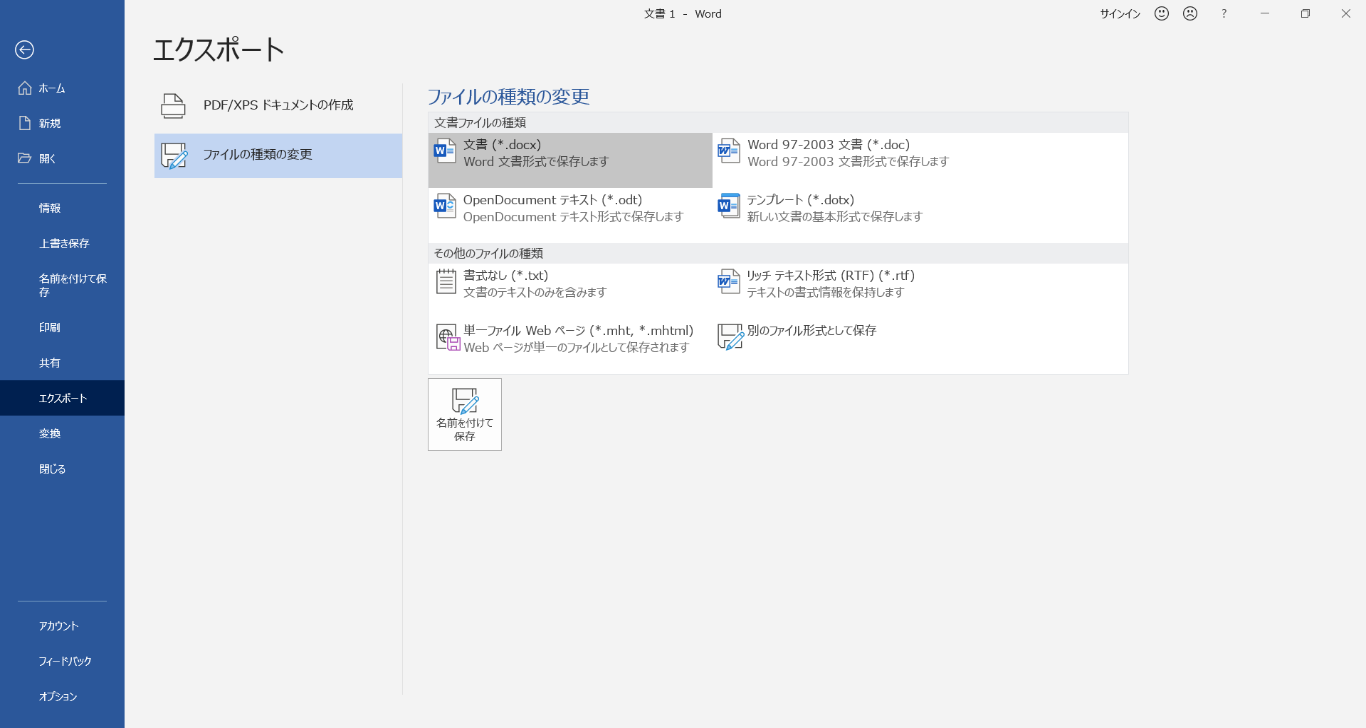 文書 1 - Word
サインイン
?
エクスポート
ホーム
新規
開く
情報
上書き保存
名前を付けて保
存
印刷
共有
エクスポート
変換
閉じる
アカウント
フィードバック
オプション
PDF/XPS ドキュメントの作成
ファイルの種類の変更
ファイルの種類の変更
文書ファイルの種類
文書 (*.docx)
Word 文書形式で保存します
Word 97-2003 文書 (*.doc)
Word 97-2003 文書形式で保存します
OpenDocument テキスト (*.odt)
OpenDocument テキスト形式で保存します
テンプレート (*.dotx)
新しい文書の基本形式で保存します
その他のファイルの種類
書式なし (*.txt)
文書のテキストのみを含みます
リッチ テキスト形式 (RTF) (*.rtf)
テキストの書式情報を保持します
単一ファイル Web ページ (*.mht, *.mhtml)
Web ページが単一のファイルとして保存されます
別のファイル形式として保存
名前を付けて
保存